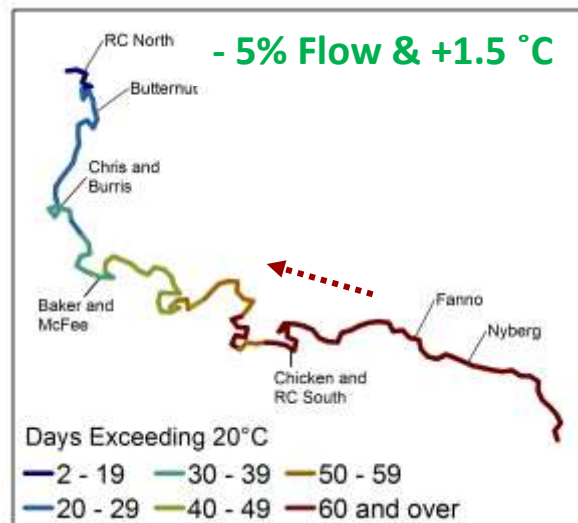 RC North
- 5% Flow & +1.5 ˚C
Butternut
Chris and
Burris
Baker and
McFee
Fanno
Nyberg
Chicken and
RC South
Days Exceeding 20°C
2 - 19
30 - 39
50 - 59
20 - 29
40 - 49
60 and over